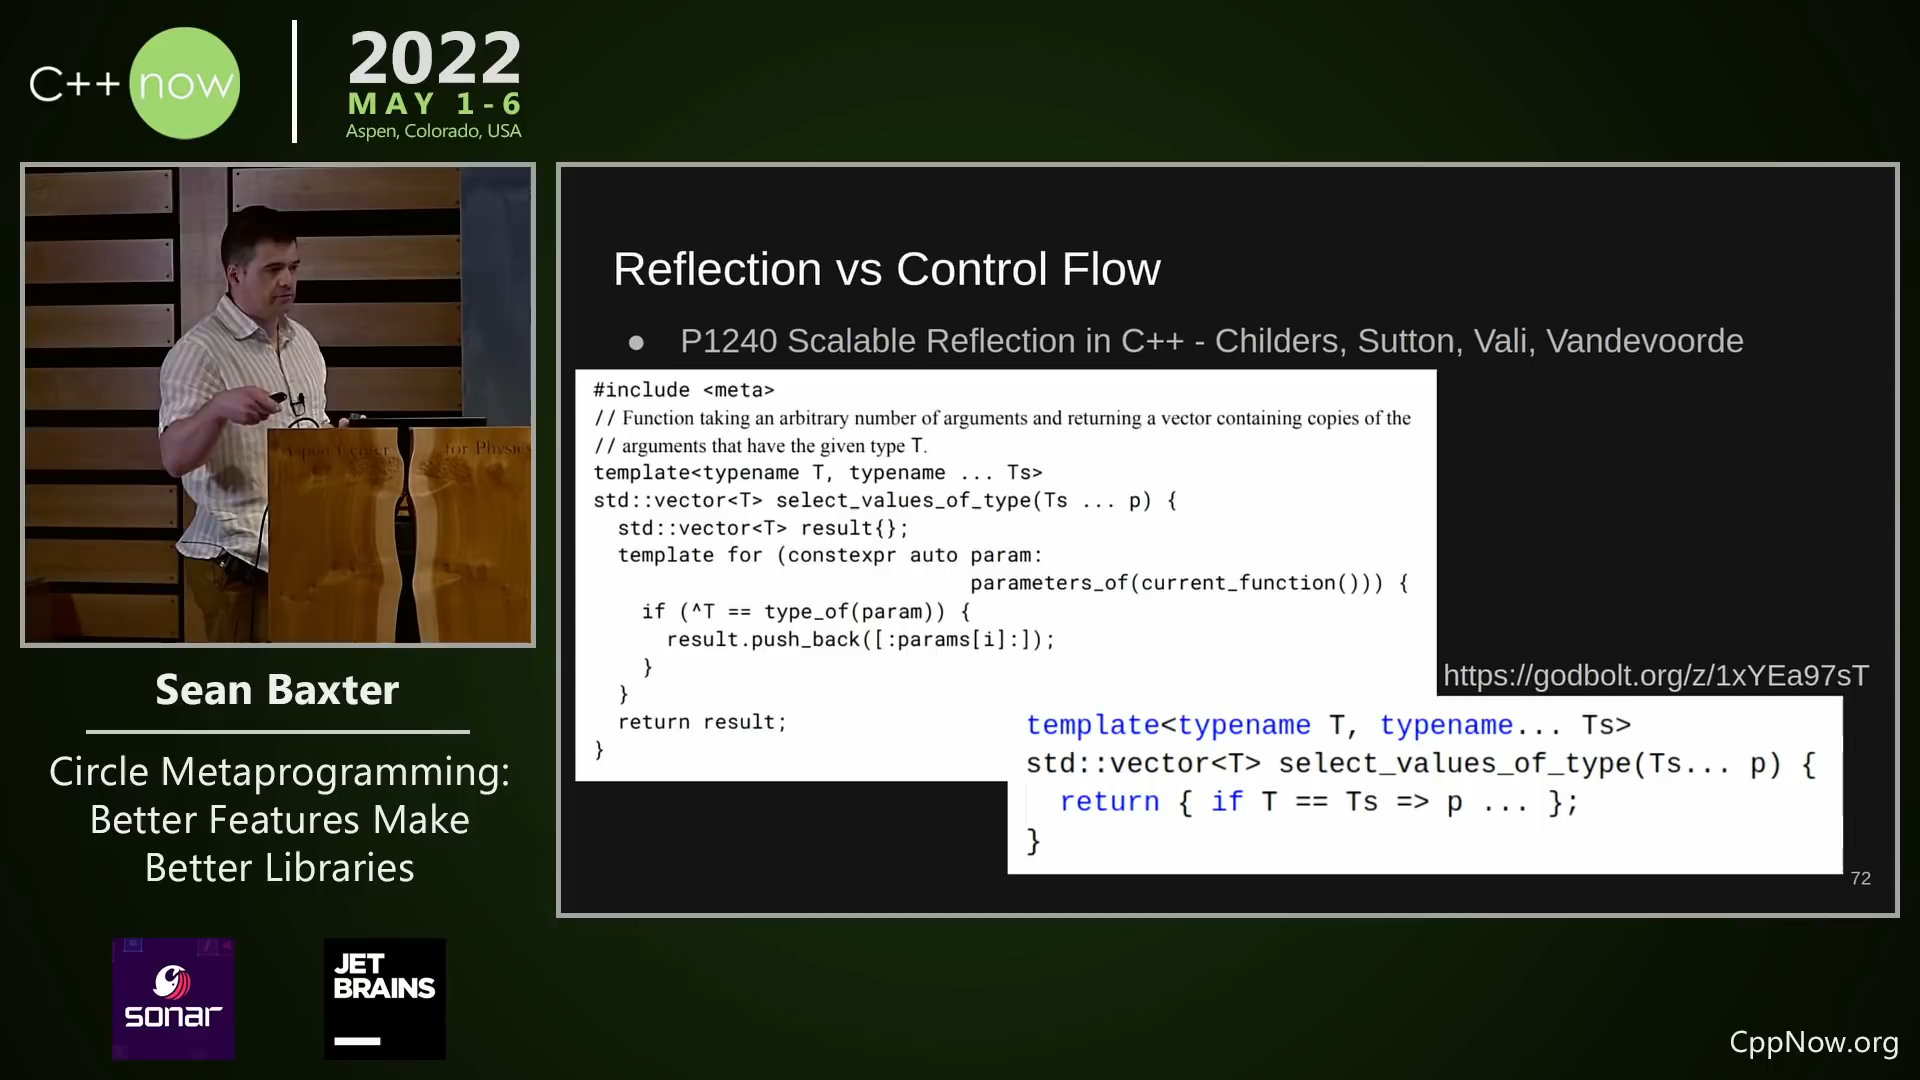 C++ now
2022
MAY 1-6
Aspen, Colorado, USA
Aspen Center for Physics
Sean Baxter
Circle Metaprogramming:
Better Features Make
Better Libraries
sonar
JET
BRAINS
Reflection vs Control Flow
● P1240 Scalable Reflection in C++ - Childers, Sutton, Vali, Vandevoorde
#include <meta>
// Function taking an arbitrary number of arguments and returning a vector containing copies of the
// arguments that have the given type T.
template<typename T, typename ... Ts>
std::vector<T> select_values_of_type(Ts ... p) {
std::vector<T> result{};
template for (constexpr auto param:
parameters_of(current_function())) {
if (^T == type_of(param)) {
result.push_back([:params[i]:]);
}
}
return result;
}
https://godbolt.org/z/1xYEa97sT
template<typename T, typename... Ts>
std::vector<T> select_values_of_type(Ts... p) {
return { if T == Ts => p ... };
}
72
CppNow.org